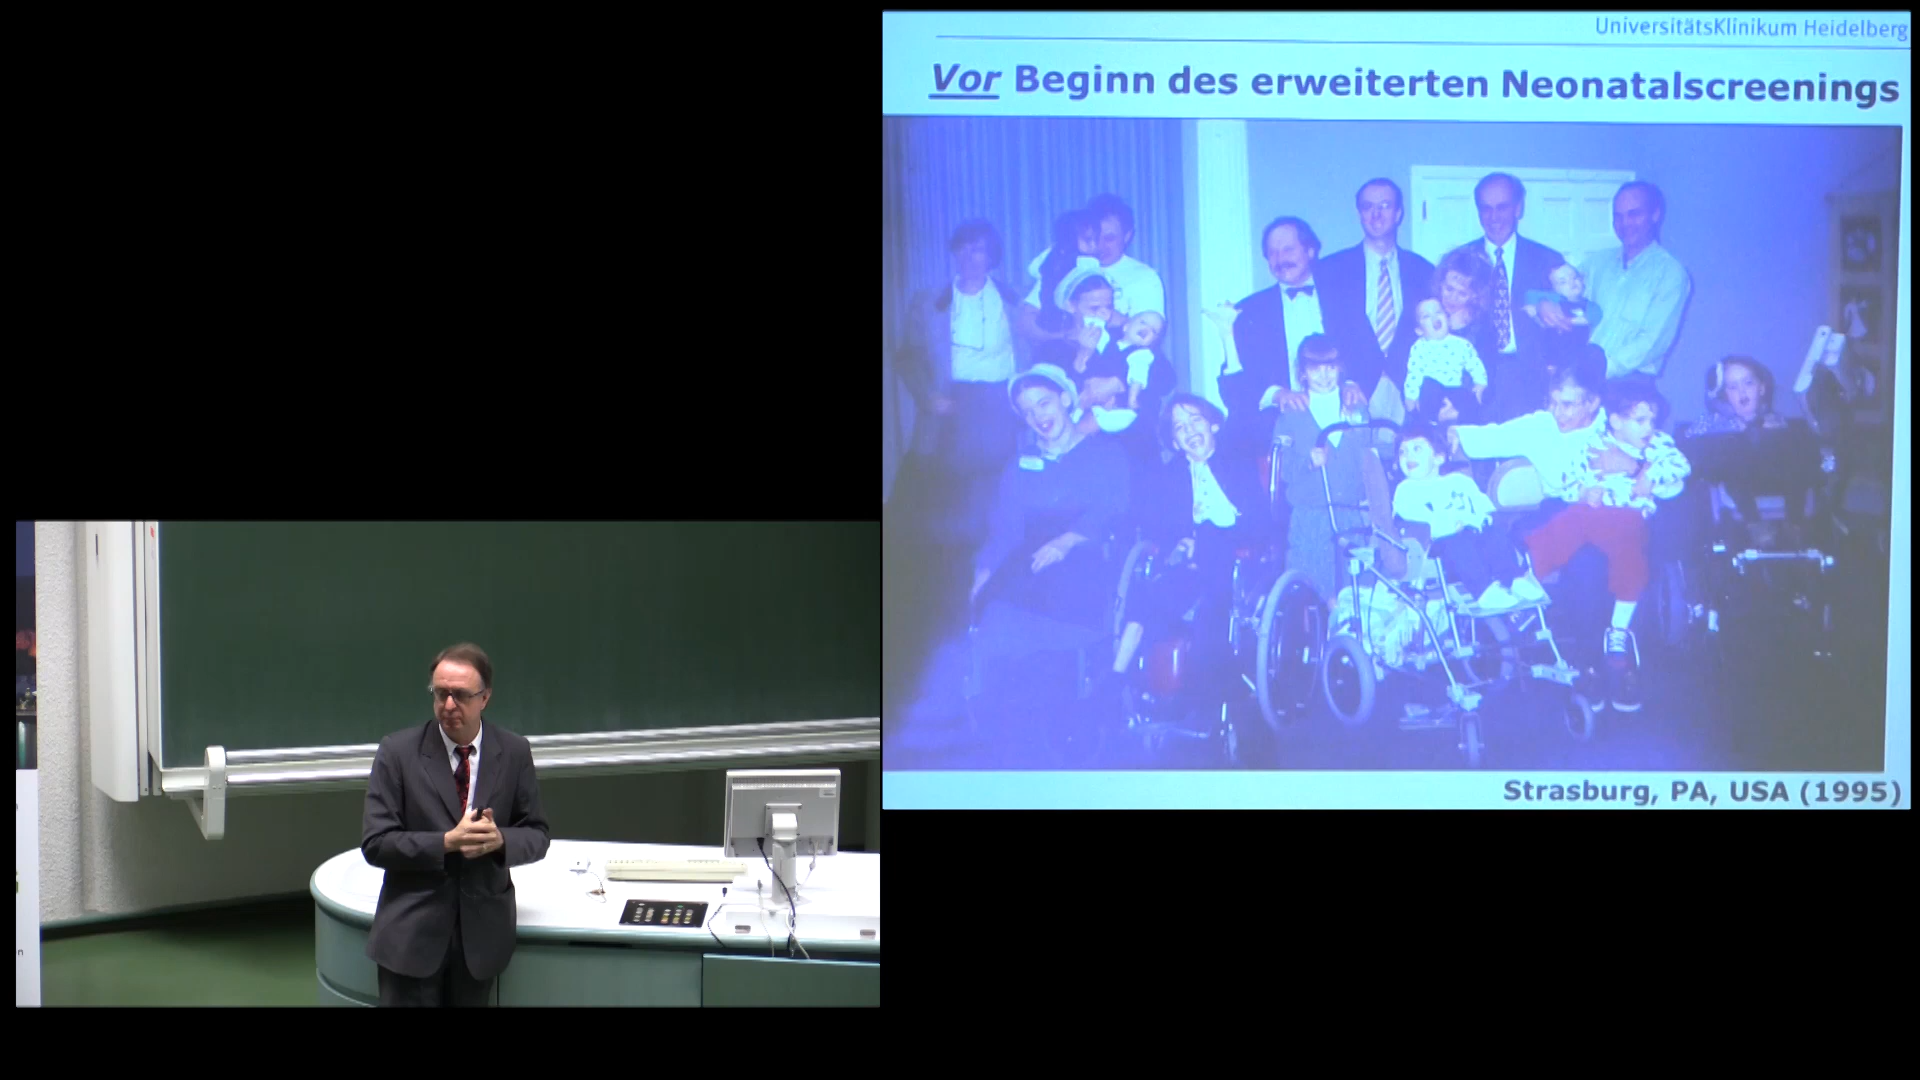 UniversitätsKlinikum Heidelberg
Vor Beginn des erweiterten Neonatalscreenings
Strasburg, PA, USA (1995)